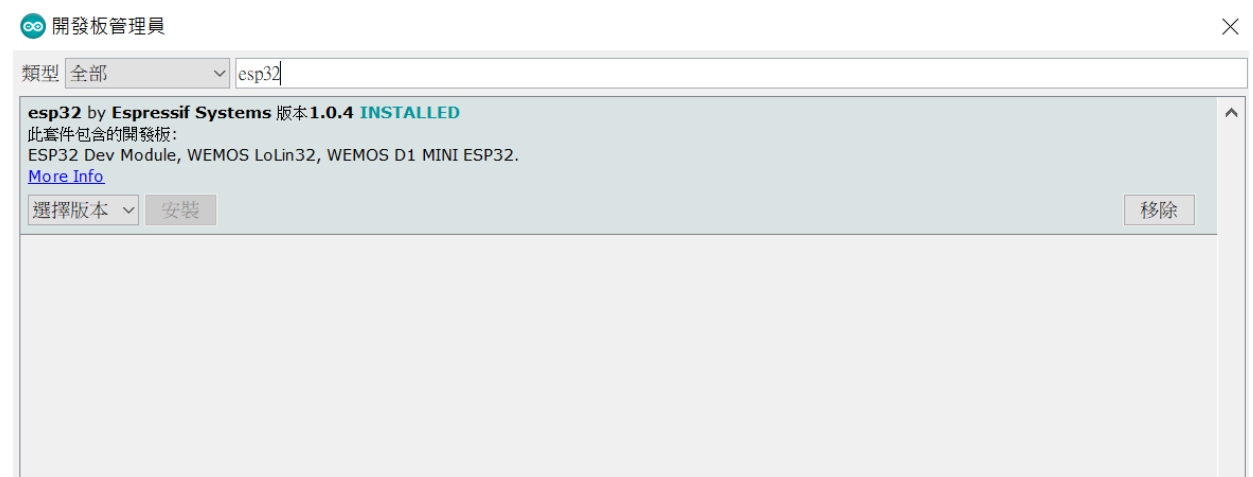 開發板管理員
類型 全部 esp32
esp32 by Espressif Systems 版本1.0.4 INSTALLED
此套件包含的開發板:
ESP32 Dev Module, WEMOS LoLin32, WEMOS D1 MINI ESP32.
More Info
選擇版本 安裝 移除